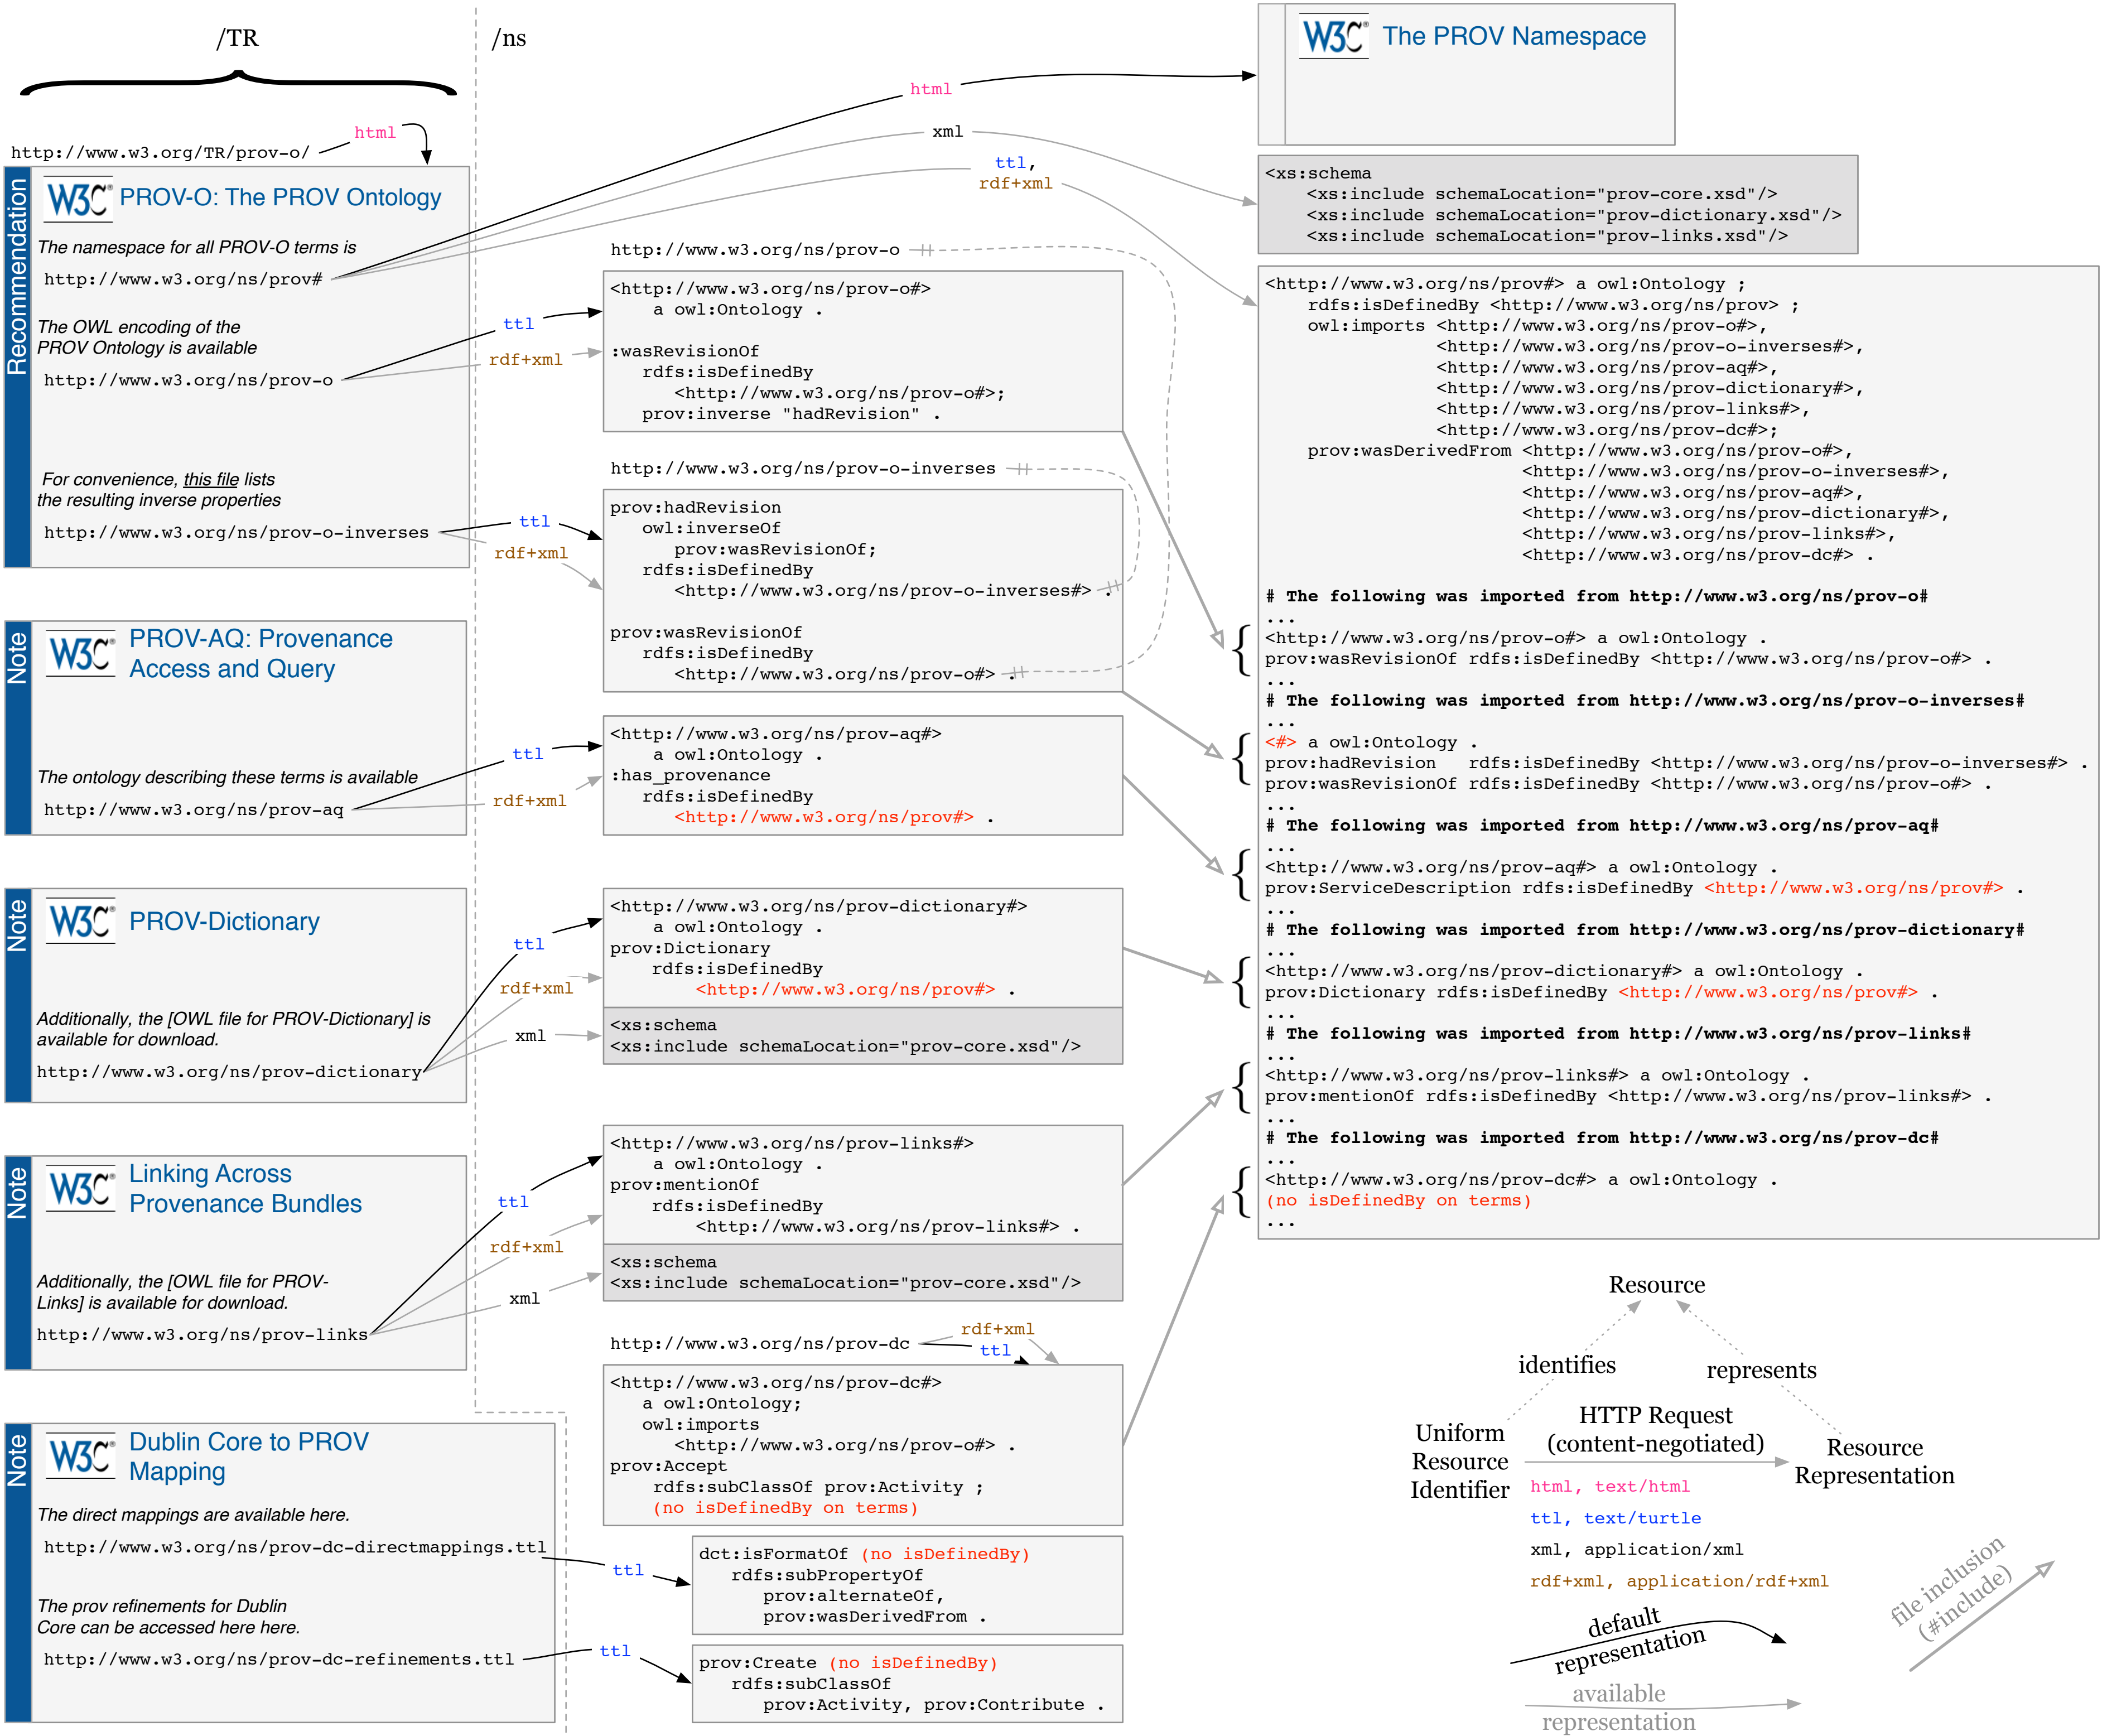 /TR
/ns
http://www.w3.org/TR/prov-o/
html
Recommendation
W3C®
PROV-O: The PROV Ontology
The namespace for all PROV-O terms is
http://www.w3.org/ns/prov#
The OWL encoding of the
PROV Ontology is available
http://www.w3.org/ns/prov-o
For convenience, this file lists
the resulting inverse properties
http://www.w3.org/ns/prov-o-inverses
Note
W3C®
PROV-AQ: Provenance
Access and Query
The ontology describing these terms is available
http://www.w3.org/ns/prov-aq
Note
W3C®
PROV-Dictionary
Additionally, the [OWL file for PROV-Dictionary] is
available for download.
http://www.w3.org/ns/prov-dictionary
Note
W3C®
Linking Across
Provenance Bundles
Additionally, the [OWL file for PROV-
Links] is available for download.
http://www.w3.org/ns/prov-links
Note
W3C®
Dublin Core to PROV
Mapping
The direct mappings are available here.
http://www.w3.org/ns/prov-dc-directmappings.ttl
The prov refinements for Dublin
Core can be accessed here here.
http://www.w3.org/ns/prov-dc-refinements.ttl
html
xml
ttl,
rdf+xml
ttl
rdf+xml
ttl
rdf+xml
ttl
rdf+xml
ttl
rdf+xml
xml
ttl
rdf+xml
xml
ttl
ttl
http://www.w3.org/ns/prov-o
<http://www.w3.org/ns/prov-o#>
a owl:Ontology .
:wasRevisionOf
rdfs:isDefinedBy
<http://www.w3.org/ns/prov-o#>;
prov:inverse "hadRevision" .
http://www.w3.org/ns/prov-o-inverses
prov:hadRevision
owl:inverseOf
prov:wasRevisionOf;
rdfs:isDefinedBy
<http://www.w3.org/ns/prov-o-inverses#> .
prov:wasRevisionOf
rdfs:isDefinedBy
<http://www.w3.org/ns/prov-o#> .
<http://www.w3.org/ns/prov-aq#>
a owl:Ontology .
:has_provenance
rdfs:isDefinedBy
<http://www.w3.org/ns/prov#> .
<http://www.w3.org/ns/prov-dictionary#>
a owl:Ontology .
prov:Dictionary
rdfs:isDefinedBy
<http://www.w3.org/ns/prov#> .
<xs:schema
<xs:include schemaLocation="prov-core.xsd"/>
<http://www.w3.org/ns/prov-links#>
a owl:Ontology .
prov:mentionOf
rdfs:isDefinedBy
<http://www.w3.org/ns/prov-links#> .
<xs:schema
<xs:include schemaLocation="prov-core.xsd"/>
http://www.w3.org/ns/prov-dc
rdf+xml
ttl
<http://www.w3.org/ns/prov-dc#>
a owl:Ontology;
owl:imports
<http://www.w3.org/ns/prov-o#> .
prov:Accept
rdfs:subClassOf prov:Activity ;
(no isDefinedBy on terms)
dct:isFormatOf (no isDefinedBy)
rdfs:subPropertyOf
prov:alternateOf,
prov:wasDerivedFrom .
prov:Create (no isDefinedBy)
rdfs:subClassOf
prov:Activity, prov:Contribute .
W3C®
The PROV Namespace
<xs:schema
<xs:include schemaLocation="prov-core.xsd"/>
<xs:include schemaLocation="prov-dictionary.xsd"/>
<xs:include schemaLocation="prov-links.xsd"/>
<http://www.w3.org/ns/prov#> a owl:Ontology ;
rdfs:isDefinedBy <http://www.w3.org/ns/prov> ;
owl:imports <http://www.w3.org/ns/prov-o#>,
<http://www.w3.org/ns/prov-o-inverses#>,
<http://www.w3.org/ns/prov-aq#>,
<http://www.w3.org/ns/prov-dictionary#>,
<http://www.w3.org/ns/prov-links#>,
<http://www.w3.org/ns/prov-dc#>;
prov:wasDerivedFrom <http://www.w3.org/ns/prov-o#>,
<http://www.w3.org/ns/prov-o-inverses#>,
<http://www.w3.org/ns/prov-aq#>,
<http://www.w3.org/ns/prov-dictionary#>,
<http://www.w3.org/ns/prov-links#>,
<http://www.w3.org/ns/prov-dc#> .
# The following was imported from http://www.w3.org/ns/prov-o#
...
<http://www.w3.org/ns/prov-o#> a owl:Ontology .
prov:wasRevisionOf rdfs:isDefinedBy <http://www.w3.org/ns/prov-o#> .
...
# The following was imported from http://www.w3.org/ns/prov-o-inverses#
...
<#> a owl:Ontology .
prov:hadRevision rdfs:isDefinedBy <http://www.w3.org/ns/prov-o-inverses#> .
prov:wasRevisionOf rdfs:isDefinedBy <http://www.w3.org/ns/prov-o#> .
...
# The following was imported from http://www.w3.org/ns/prov-aq#
...
<http://www.w3.org/ns/prov-aq#> a owl:Ontology .
prov:ServiceDescription rdfs:isDefinedBy <http://www.w3.org/ns/prov#> .
...
# The following was imported from http://www.w3.org/ns/prov-dictionary#
...
<http://www.w3.org/ns/prov-dictionary#> a owl:Ontology .
prov:Dictionary rdfs:isDefinedBy <http://www.w3.org/ns/prov#> .
...
# The following was imported from http://www.w3.org/ns/prov-links#
...
<http://www.w3.org/ns/prov-links#> a owl:Ontology .
prov:mentionOf rdfs:isDefinedBy <http://www.w3.org/ns/prov-links#> .
...
# The following was imported from http://www.w3.org/ns/prov-dc#
...
<http://www.w3.org/ns/prov-dc#> a owl:Ontology .
(no isDefinedBy on terms)
...
Resource
identifies
represents
Uniform
Resource
Identifier
HTTP Request
(content-negotiated)
Resource
Representation
html, text/html
ttl, text/turtle
xml, application/xml
rdf+xml, application/rdf+xml
default
representation
available
representation
file inclusion
(#include)